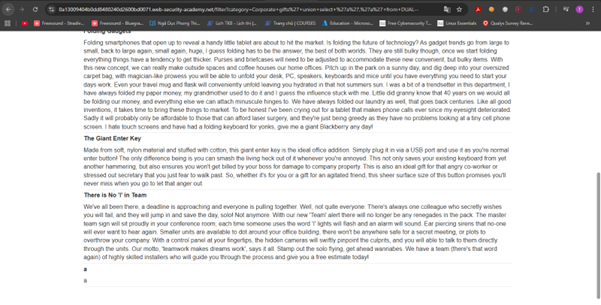 0a13009404b0dd8480240d2600bd0071.web-security-academy.net/filter?category=Corporate+gifts%27+union+select+%27a%27,%27a%27+from+DUAL--
Freesound - Freesound - Ngã Đuợc Phong Thi... Lịch TKB - Lịch thi | ... Trang chủ | COURSES Education - Microsoo... Free Cybersecurity T... Linux Essentials Qualys Survey Rewa...
Folding Gadgets
Folding smartphones that open up to reveal a handy little tablet are about to hit the market. Is folding the future of technology? As gadget trends go from large to
small, back to large again, small again, huge, I guess folding has to be the answer, the best of both worlds. They are still bulky though, once we start folding
everything things have a tendency to get thicker. Purses and briefcases will need to be adjusted to accommodate these new convenient, but bulky items. With
this new concept, we can really make outside spaces and coffee houses our home offices. Pitch up in the park on a sunny day, and dig deep into your oversized
carpet bag, with magician-like prowess you will be able to unfold your desk, PC, speakers, keyboards and mice until you have everything you need to start your
days work. Even your travel mug and flask will conveniently unfold leaving you hydrated in that hot summers sun. I was a bit of a trendsetter in this department, I
have always folded my paper money, my grandmother used to do it and I guess the influence stuck with me. Little did granny know that 40 years on we would all
be folding our money, and everything else we can attach minuscule hinges to. We have always folded our laundry as well, that goes back centuries. Like all good
inventions, it takes time to bring these things to market. To be honest I've been crying out for a tablet that makes phone calls ever since my eyesight deteriorated.
Sadly it will probably only be affordable to those that can afford laser surgery, and they're just being greedy as they have no problems looking at a tiny cell phone
screen. I hate touch screens and have had a folding keyboard for yonks, give me a giant Blackberry any day!
The Giant Enter Key
Made from soft, nylon material and stuffed with cotton, this giant enter key is the ideal office addition. Simply plug it in via a USB port and use it as you're normal
enter button! The only difference being is you can smash the living heck out of it whenever you're annoyed. This not only saves your existing keyboard from yet
another hammering, but also ensures you won't get billed by your boss for damage to company property. This is also an ideal gift for that angry co-worker or
stressed out secretary that you just fear to walk past. So, whether it's for you or a gift for an agitated friend, this sheer surface size of this button promises you'll
never miss when you go to let that anger out.
There is No 'I' in Team
We've all been there, a deadline is approaching and everyone is pulling together. Well, not quite everyone. There's always one colleague who secretly wishes
you will fail, and they will jump in and save the day, solo! Not anymore. With our new 'Team' alert there will no longer be any renegades in the pack. The master
team sign will sit proudly in your conference room; each time someone uses the word 'I' lights will flash and an alarm will sound. Ear piercing sirens that no-one
will ever want to hear again. Smaller units are available to dot around your office building, there won't be anywhere safe for a secret meeting, or plots to
overthrow your company. With a control panel at your fingertips, the hidden cameras will swiftly pinpoint the culprits, and you will able to talk to them directly
through the units. Our motto, "teamwork makes dreams work", says it all. Stamp out the solo flying, get ahead wannabes. We have a team (there's that word
again) of highly skilled installers who will guide you through the process and give you a free estimate today!
a
a